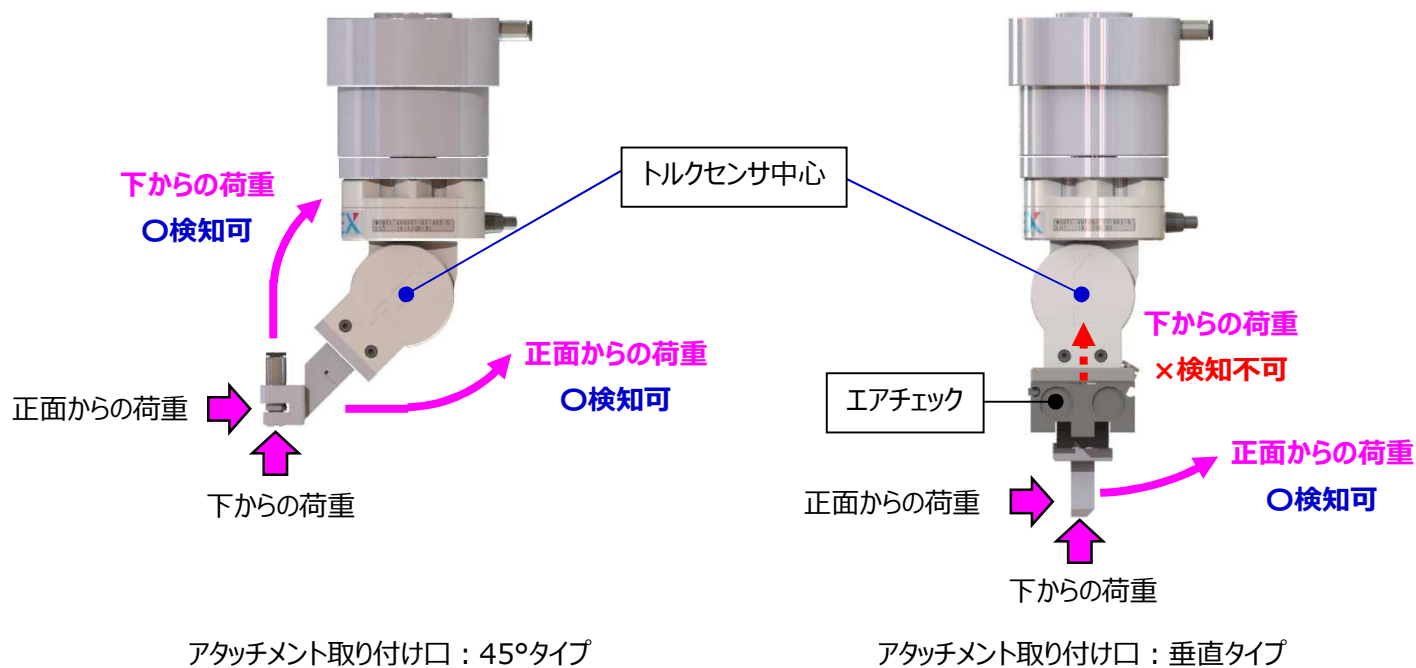 トルクセンサ中心
下からの荷重
〇検知可
正面からの荷重
〇検知可
正面からの荷重
下からの荷重
アタッチメント取り付け口：45°タイプ
下からの荷重
×検知不可
エアチェック
正面からの荷重
〇検知可
正面からの荷重
下からの荷重
アタッチメント取り付け口：垂直タイプ